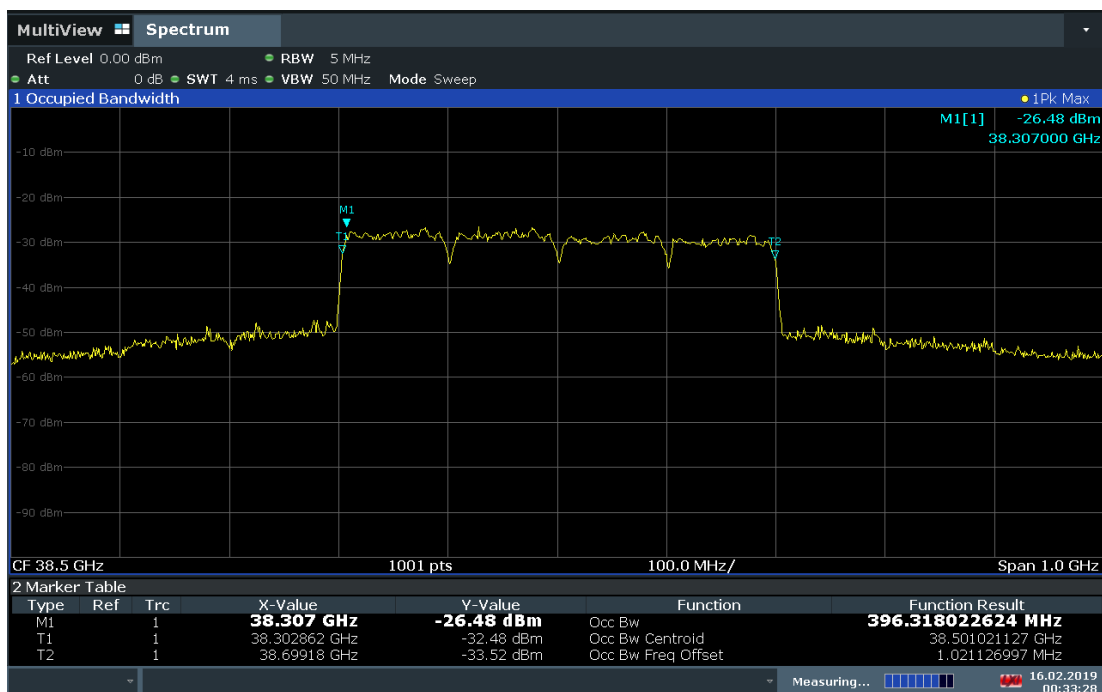 MultiView Spectrum
Ref Level 0.00 dBm RBW 5 MHz
Att 0 dB SWT 4 ms VBW 50 MHz Mode Sweep
1 Occupied Bandwidth 1Pk Max
M1[1] -26.48 dBm
38.307000 GHz
-10 dBm
-20 dBm
M1
T1
-30 dBm
T2
-40 dBm
-50 dBm
-60 dBm
-70 dBm
-80 dBm
-90 dBm
CF 38.5 GHz 1001 pts 100.0 MHz/ Span 1.0 GHz
2 Marker Table
Type Ref Trc X-Value Y-Value Function Function Result
M1 1 38.307 GHz -26.48 dBm Occ Bw 396.318022624 MHz
T1 1 38.302862 GHz -32.48 dBm Occ Bw Centroid 38.501021127 GHz
T2 1 38.69918 GHz -33.52 dBm Occ Bw Freq Offset 1.021126997 MHz
Measuring... 16.02.2019
00:33:28